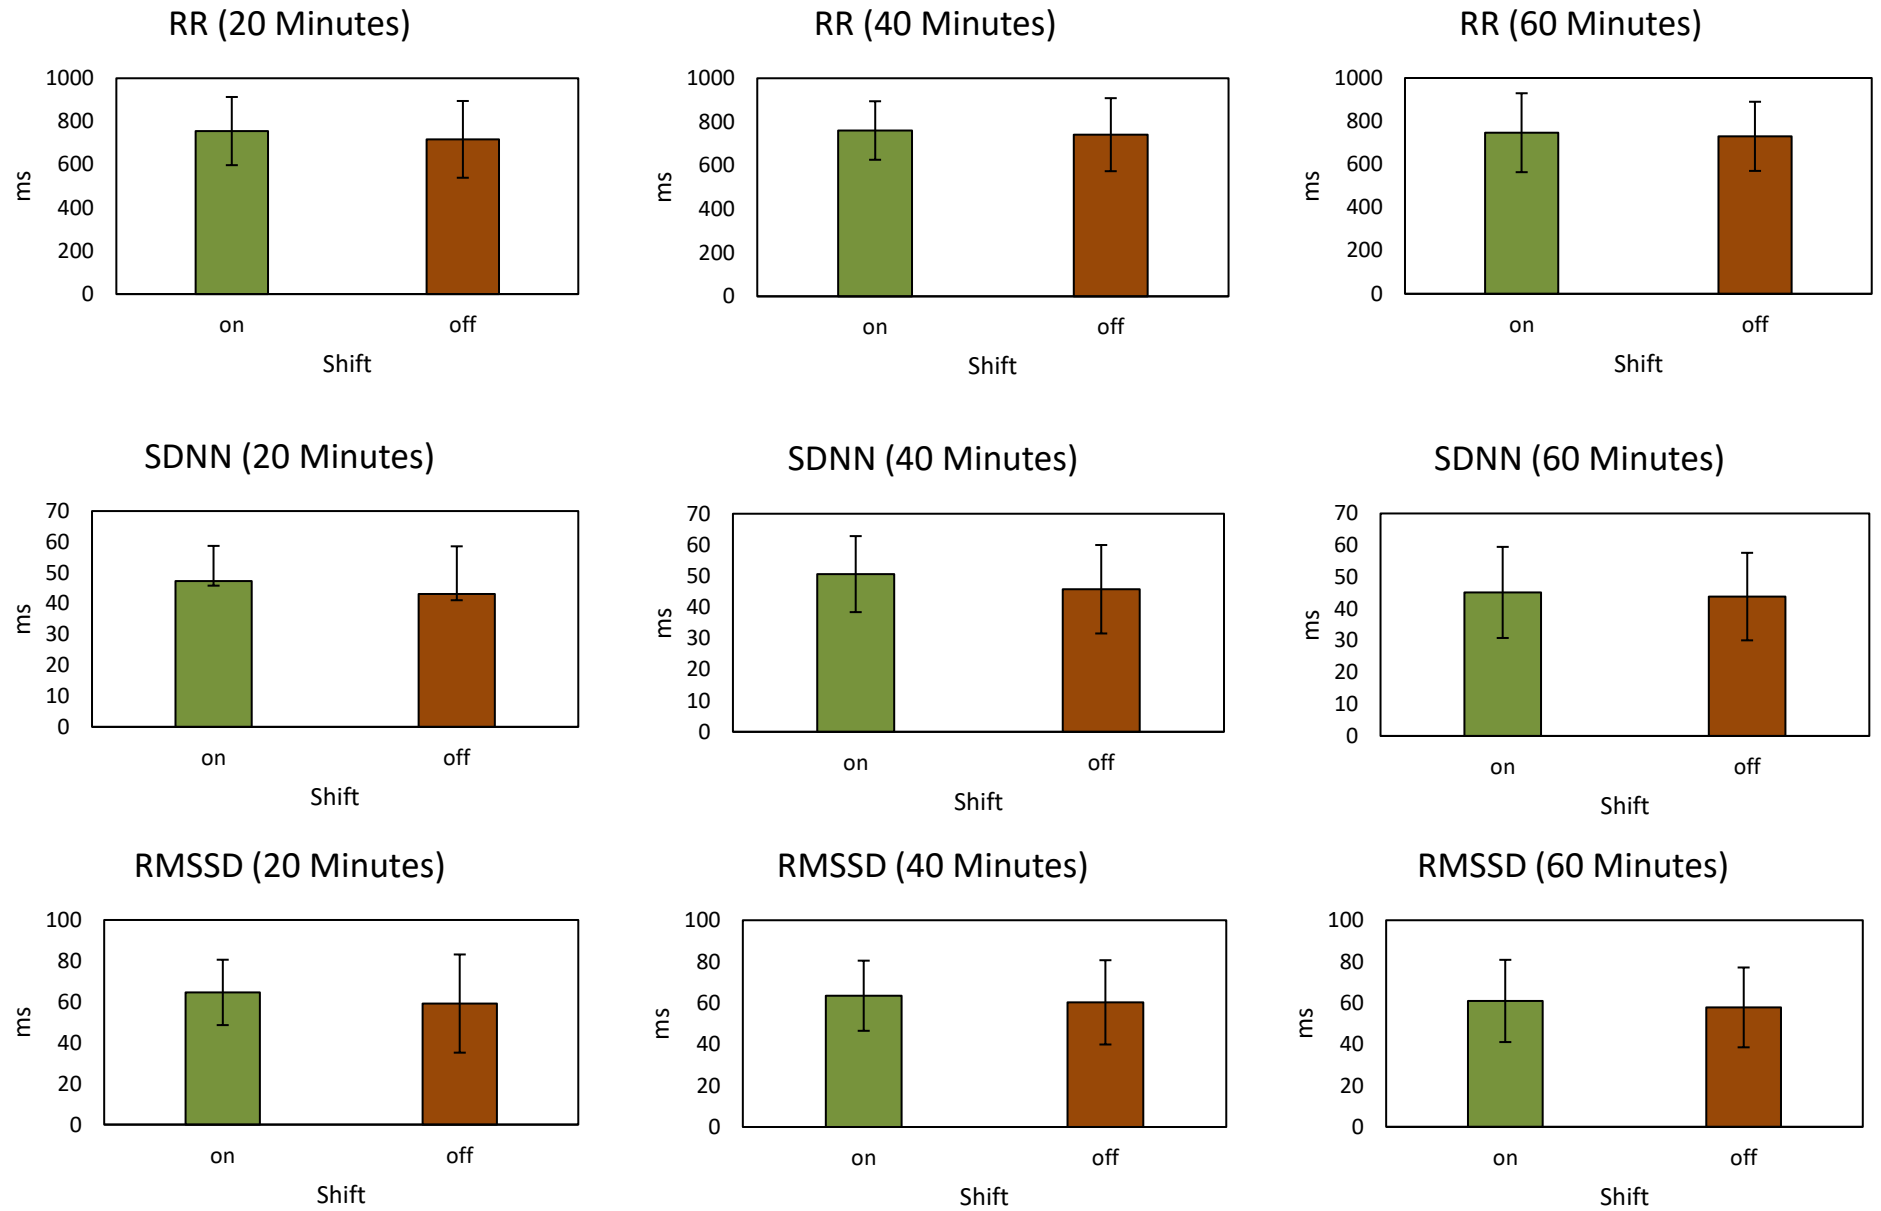 RR (20 Minutes)
1000
800
600
400
200
0
ms
on
off
Shift
RR (40 Minutes)
1000
800
600
400
200
0
ms
on
off
Shift
RR (60 Minutes)
1000
800
600
400
200
0
ms
on
off
Shift
SDNN (20 Minutes)
70
60
50
40
30
20
10
0
ms
on
off
Shift
SDNN (40 Minutes)
70
60
50
40
30
20
10
0
ms
on
off
Shift
SDNN (60 Minutes)
70
60
50
40
30
20
10
0
ms
on
off
Shift
RMSSD (20 Minutes)
100
80
60
40
20
0
ms
on
off
Shift
RMSSD (40 Minutes)
100
80
60
40
20
0
ms
on
off
Shift
RMSSD (60 Minutes)
100
80
60
40
20
0
ms
on
off
Shift